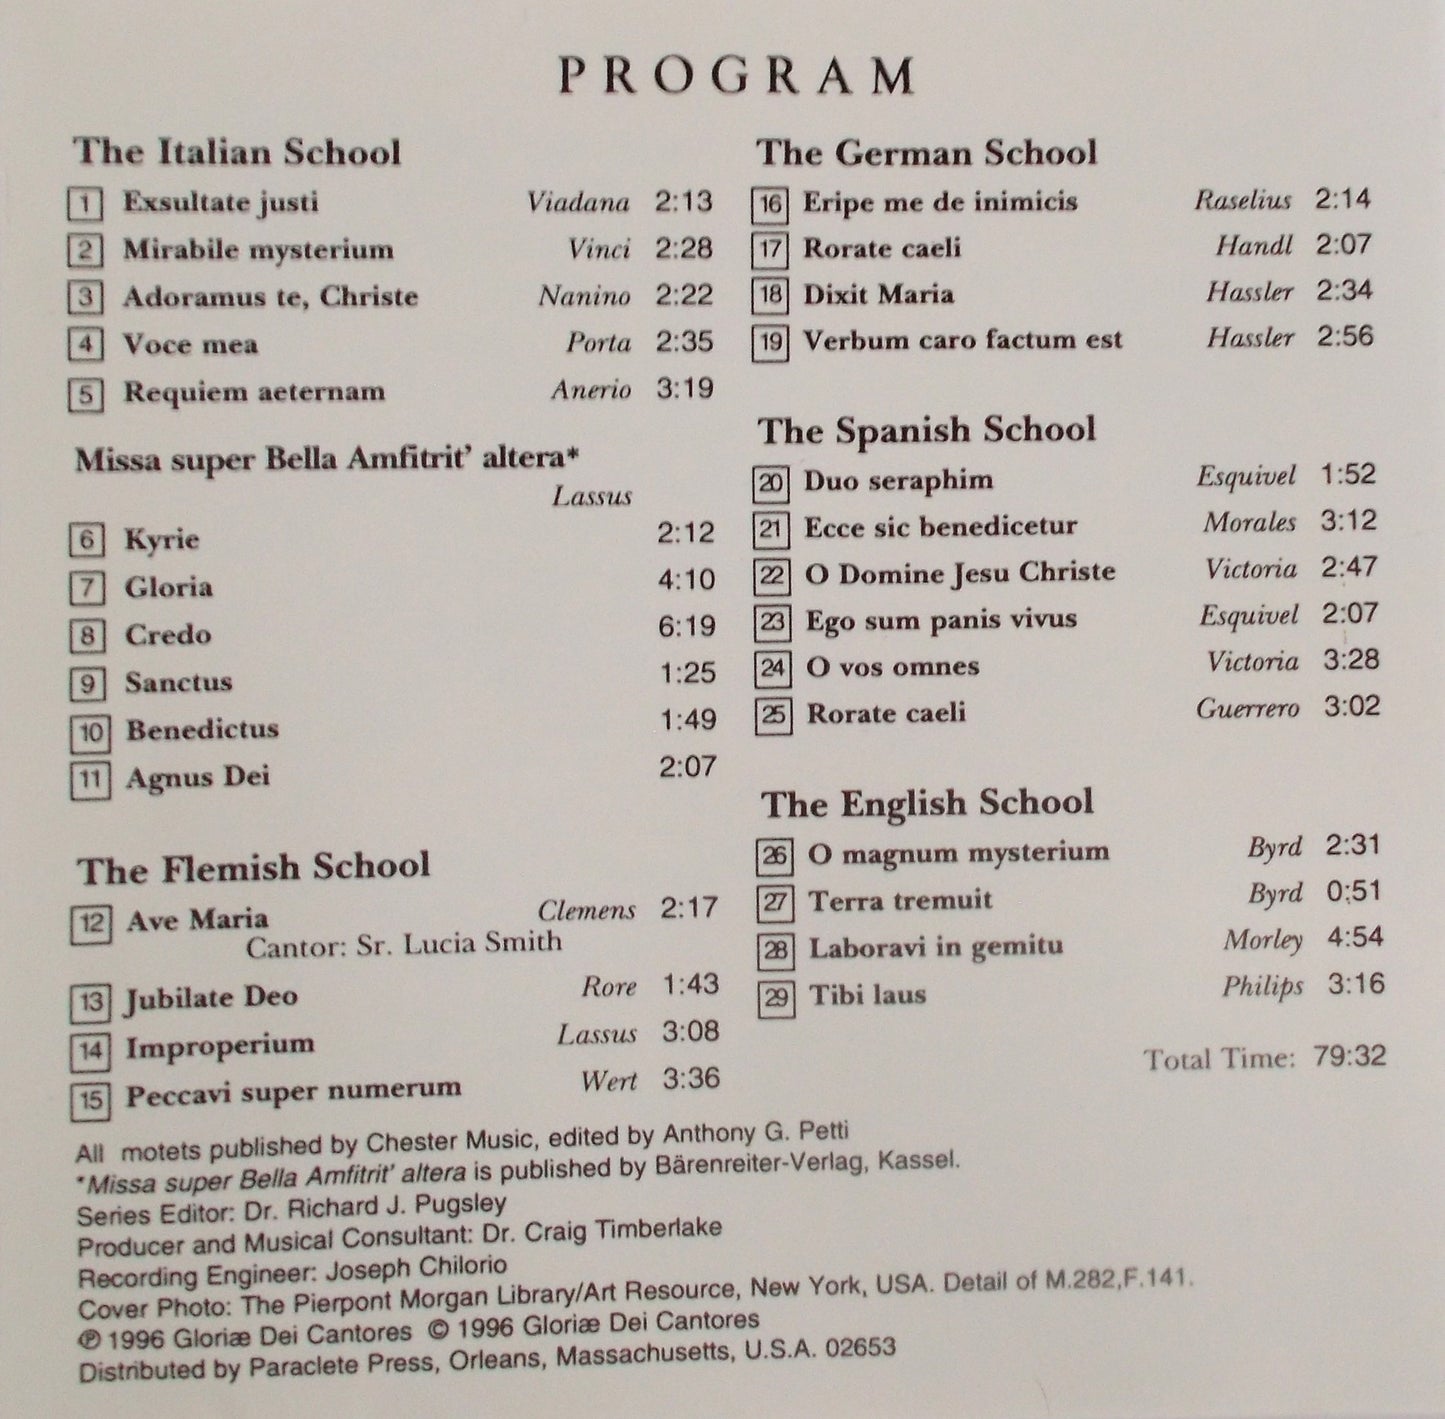 PROGRAM
The Italian School
1 Exsultate justi Viadana 2:13
2 Mirabile mysterium Vinci 2:28
3 Adoramus te, Christe Nanino 2:22
4 Voce mea Porta 2:35
5 Requiem aeternam Anerio 3:19
Missa super Bella Amfitrit' altera*
Lassus
6 Kyrie 2:12
7 Gloria 4:10
8 Credo 6:19
9 Sanctus 1:25
10 Benedictus 1:49
11 Agnus Dei 2:07
The Flemish School
12 Ave Maria Clemens 2:17
Cantor: Sr. Lucia Smith
13 Jubilate Deo Rore 1:43
14 Improperium Lassus 3:08
15 Peccavi super numerum Wert 3:36
The German School
16 Eripe me de inimicis Raselius 2:14
17 Rorate caeli Handl 2:07
18 Dixit Maria Hassler 2:34
19 Verbum caro factum est Hassler 2:56
The Spanish School
20 Duo seraphim Esquivel 1:52
21 Ecce sic benedicetur Morales 3:12
22 O Domine Jesu Christe Victoria 2:47
23 Ego sum panis vivus Esquivel 2:07
24 O vos omnes Victoria 3:28
25 Rorate caeli Guerrero 3:02
The English School
26 O magnum mysterium Byrd 2:31
27 Terra tremuit Byrd 0:51
28 Laboravi in gemitu Morley 4:54
29 Tibi laus Philips 3:16
Total Time: 79:32
All motets published by Chester Music, edited by Anthony G. Petti
*Missa super Bella Amfitrit' altera is published by Bärenreiter-Verlag, Kassel.
Series Editor: Dr. Richard J. Pugsley
Producer and Musical Consultant: Dr. Craig Timberlake
Recording Engineer: Joseph Chilorio
Cover Photo: The Pierpont Morgan Library/Art Resource, New York, USA. Detail of M.282,F.141.
℗ 1996 Gloriæ Dei Cantores © 1996 Gloriæ Dei Cantores
Distributed by Paraclete Press, Orleans, Massachusetts, U.S.A. 02653